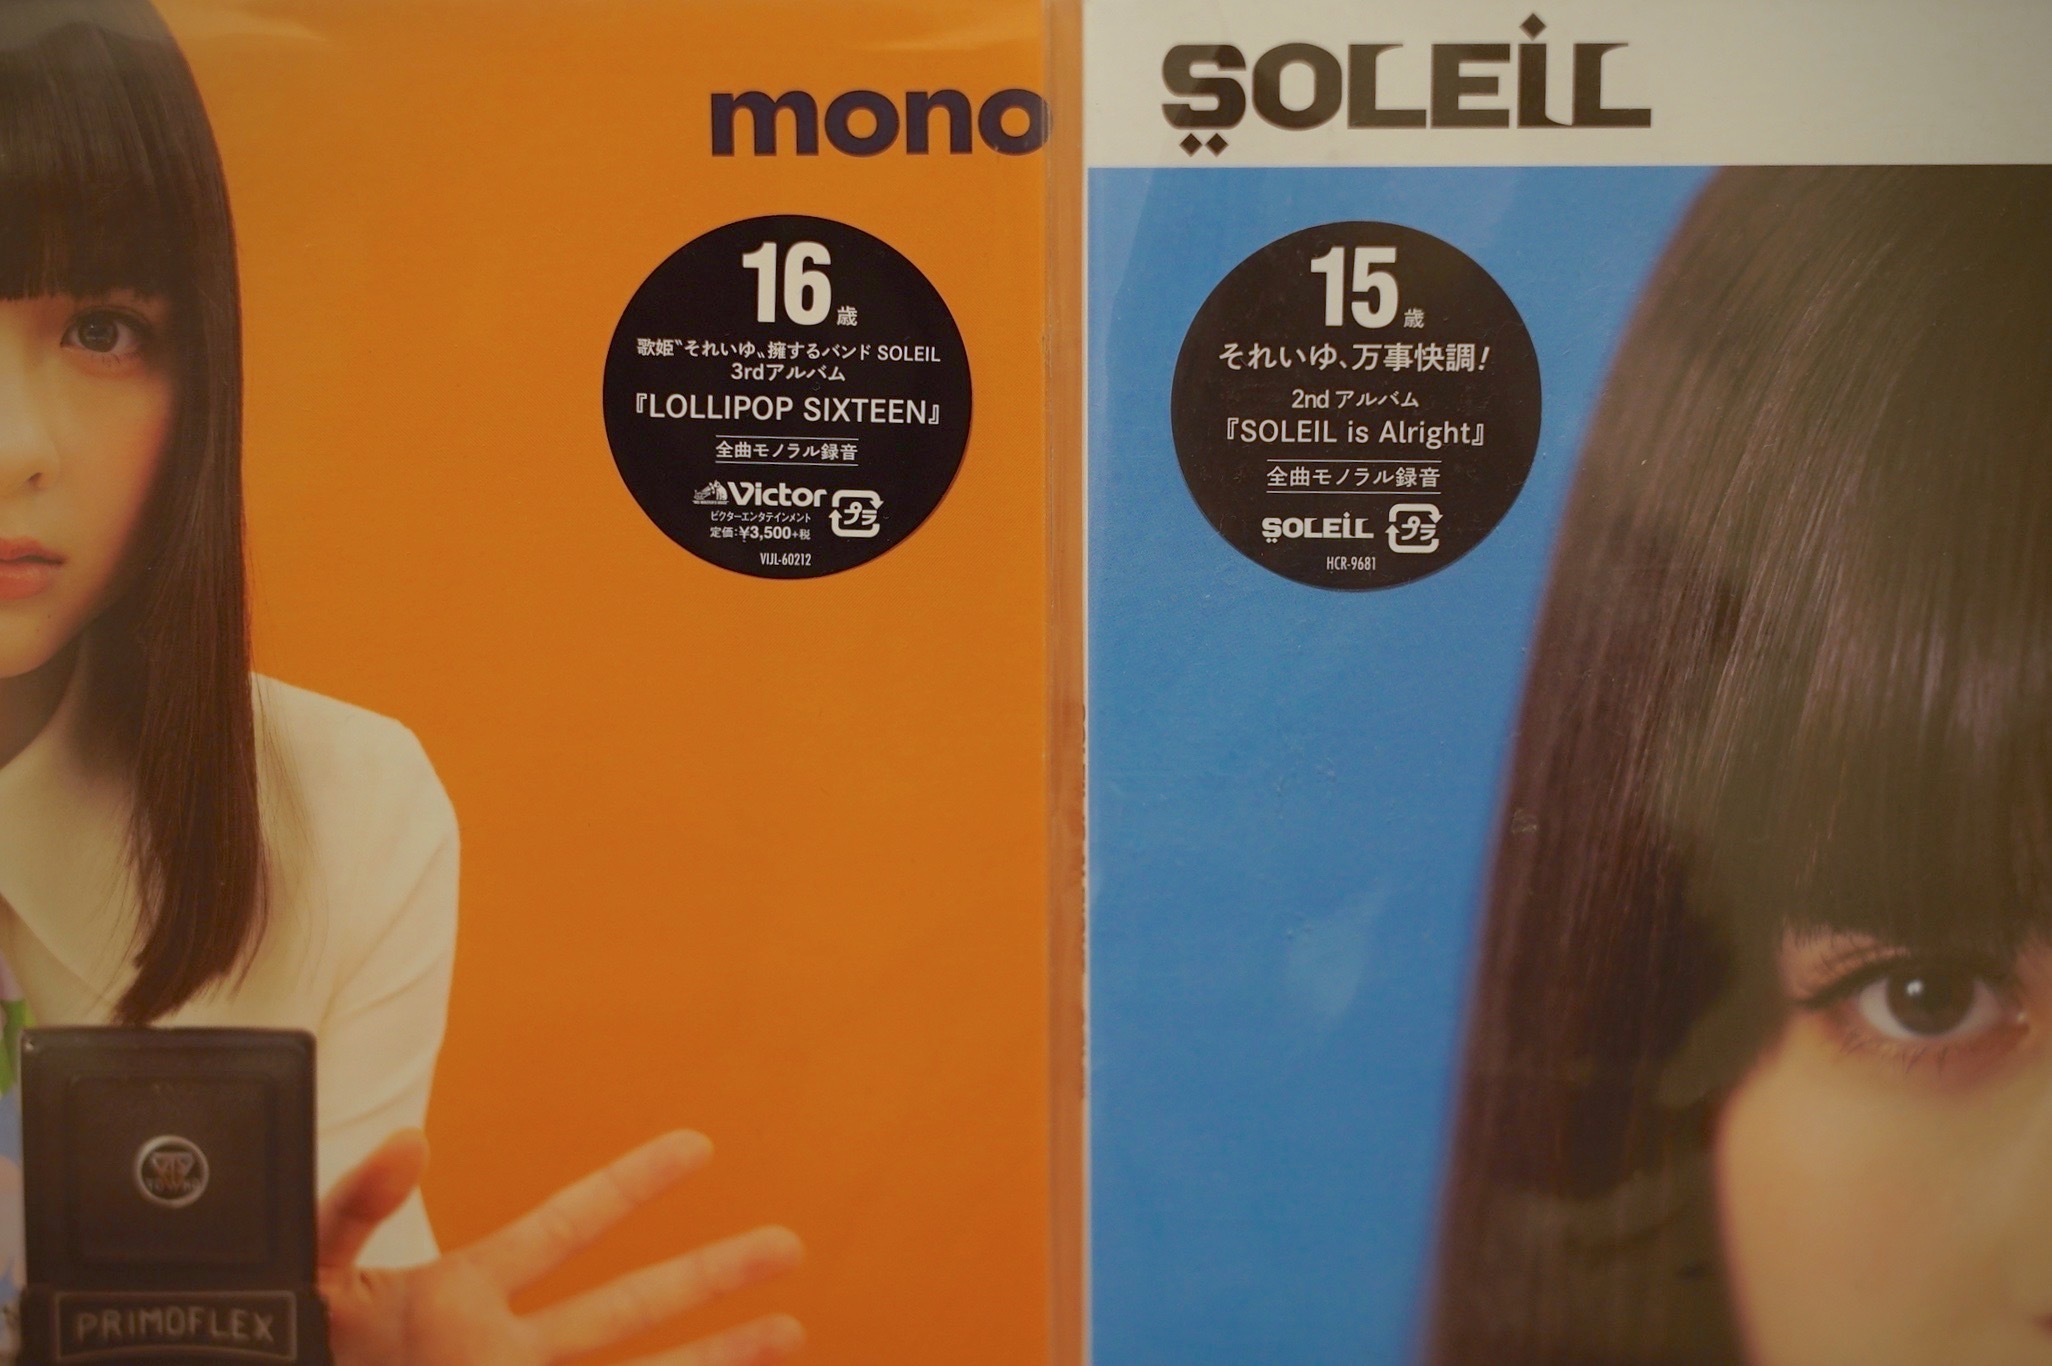 mono
16歳
歌姫〝それいゆ〟擁するバンド SOLEIL
3rdアルバム
『LOLLIPOP SIXTEEN』
全曲モノラル録音
Victor
ビクターエンタテインメント
定価:¥3,500+税
プラ
VIJL-60212
PRIMOFLEX
SOLEIL
15歳
それいゆ、万事快調!
2nd アルバム
『SOLEIL is Alright』
全曲モノラル録音
SOLEIL
プラ
HCR-9681